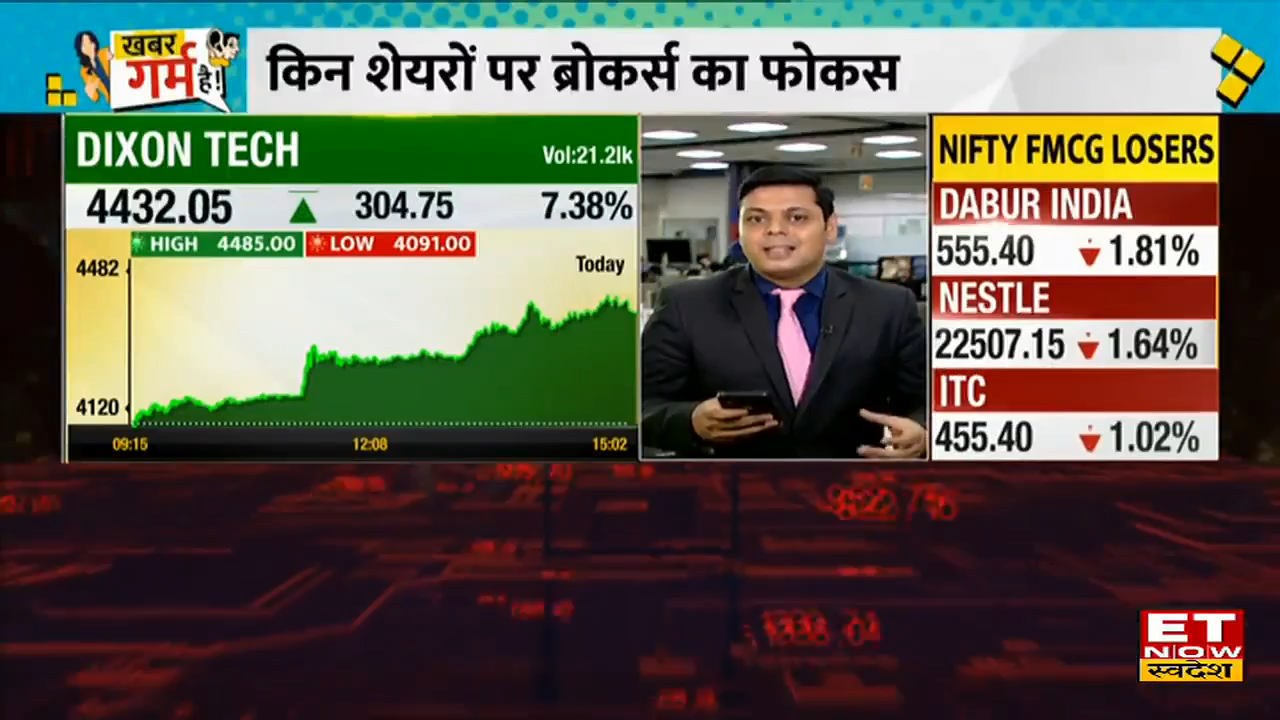 खबर
गर्म
है!
किन शेयरों पर ब्रोकर्स का फोकस
DIXON TECH
Vol:21.2lk
4432.05
304.75
7.38%
HIGH 4485.00
LOW 4091.00
4482
Today
4120
09:15
12:08
15:02
NIFTY FMCG LOSERS
DABUR INDIA
555.40
1.81%
NESTLE
22507.15
1.64%
ITC
455.40
1.02%
ET
NOW
स्वदेश